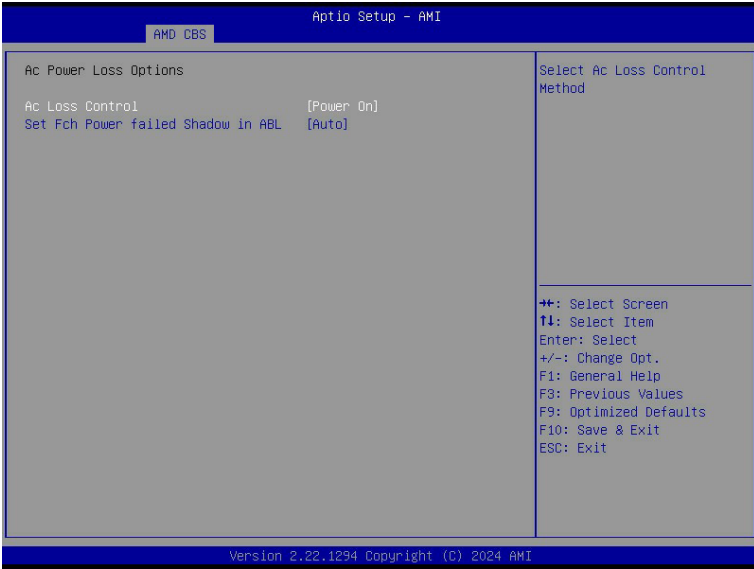 Aptio Setup – AMI
AMD CBS
Ac Power Loss Options
Ac Loss Control [Power On]
Set Fch Power failed Shadow in ABL [Auto]
Select Ac Loss Control
Method
→←: Select Screen
↑↓: Select Item
Enter: Select
+/-: Change Opt.
F1: General Help
F3: Previous Values
F9: Optimized Defaults
F10: Save & Exit
ESC: Exit
Version 2.22.1294 Copyright (C) 2024 AMI